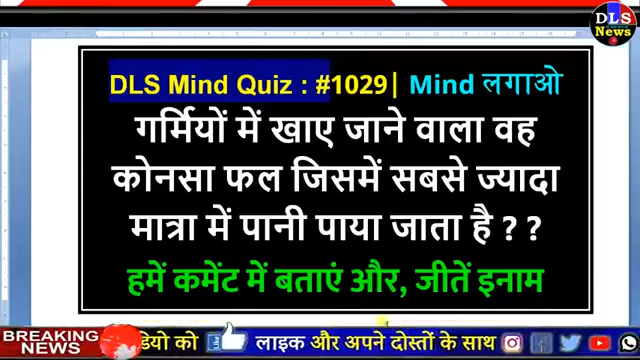 DLS
News
DLS Mind Quiz : #1029| Mind लगाओ
गर्मियों में खाए जाने वाला वह
कोनसा फल जिसमें सबसे ज्यादा
मात्रा में पानी पाया जाता है ? ?
हमें कमेंट में बताएं और, जीतें इनाम
BREAKING
NEWS
डियो को लाइक और अपने दोस्तों के साथ